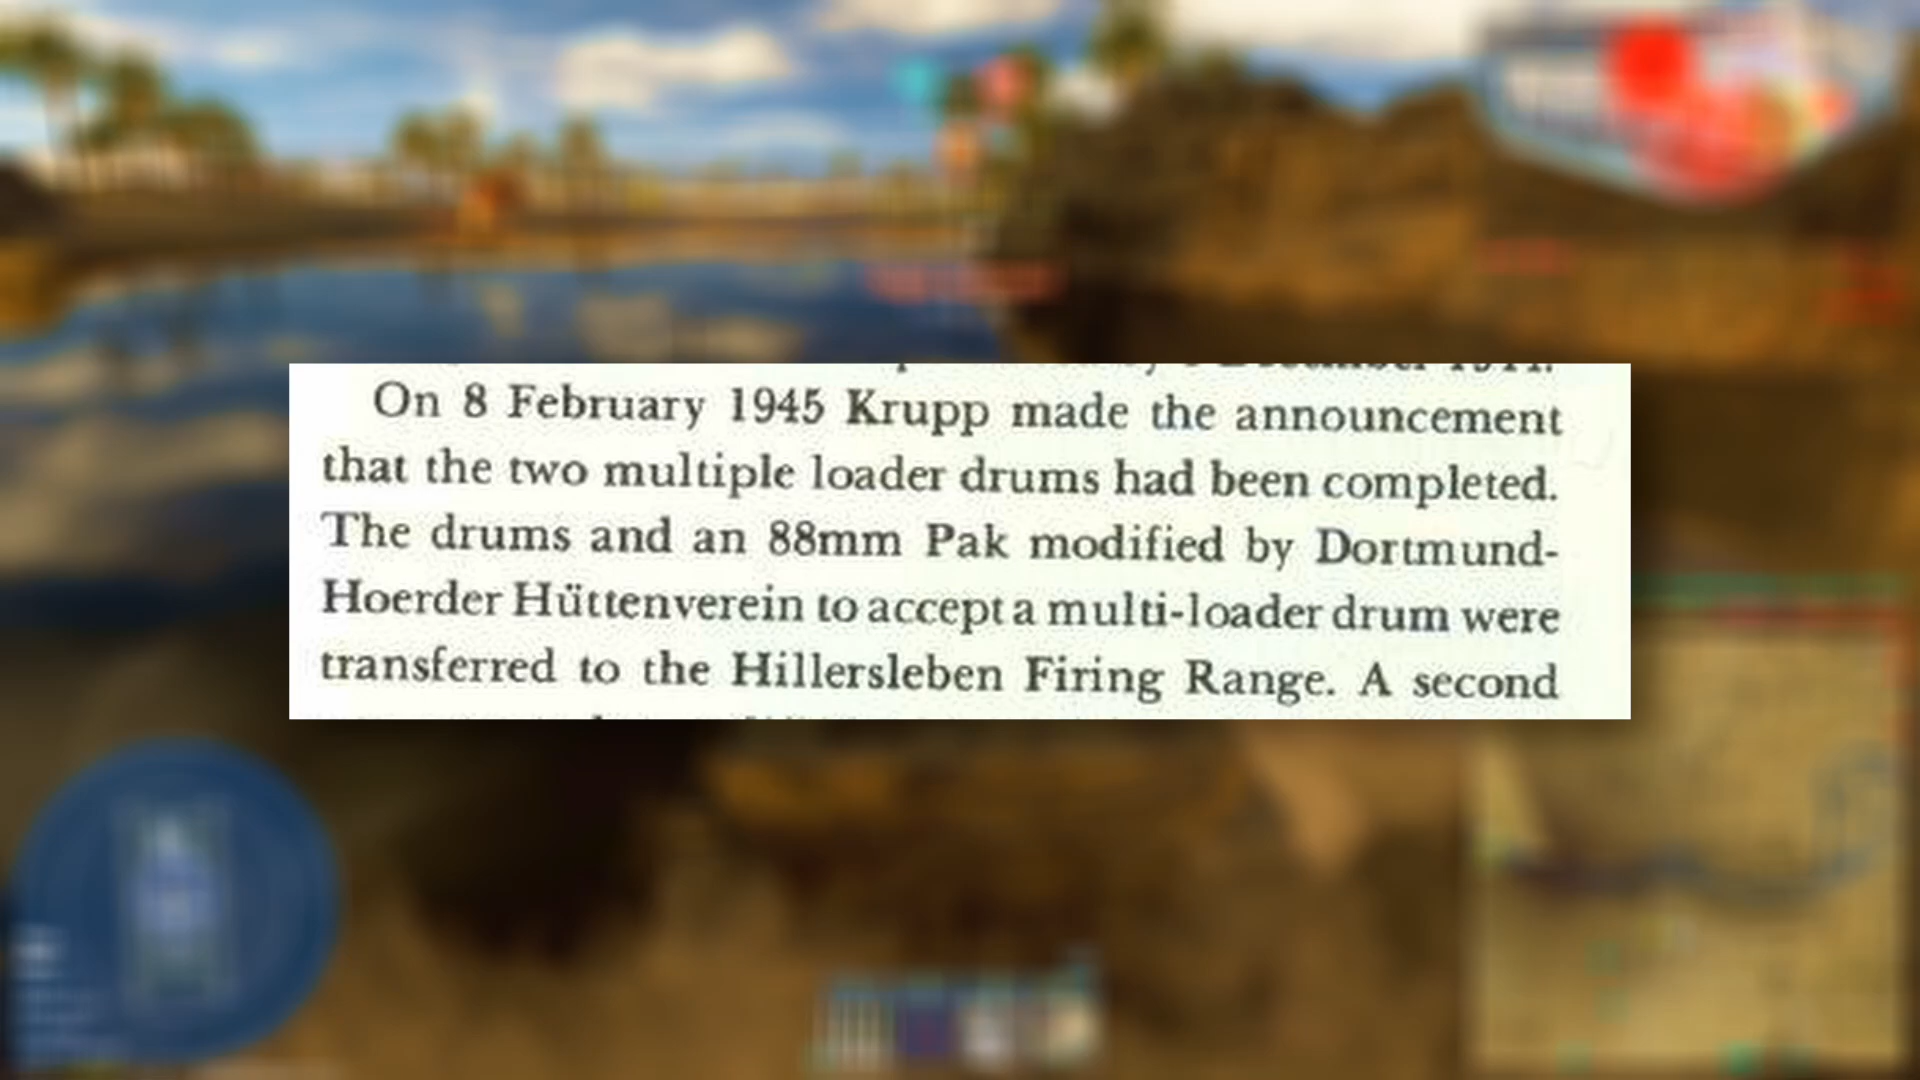 On 8 February 1945 Krupp made the announcement
that the two multiple loader drums had been completed.
The drums and an 88mm Pak modified by Dortmund-
Hoerder Hüttenverein to accept a multi-loader drum were
transferred to the Hillersleben Firing Range. A second